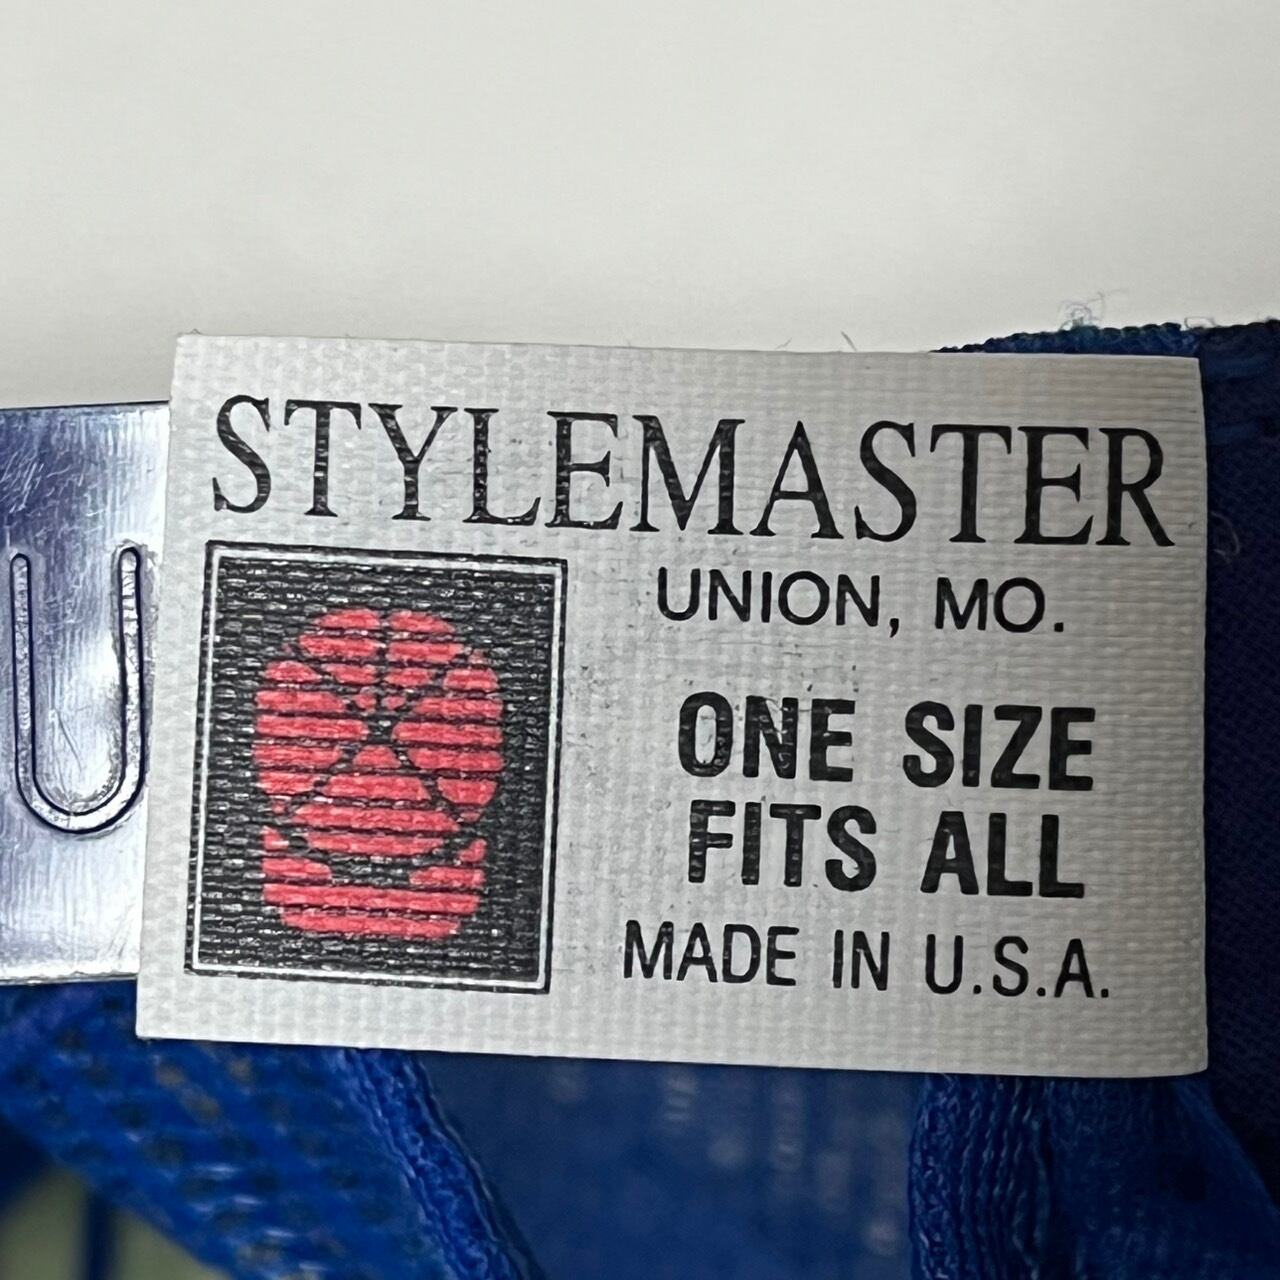 STYLEMASTER
UNION, MO.
ONE SIZE
FITS ALL
MADE IN U.S.A.